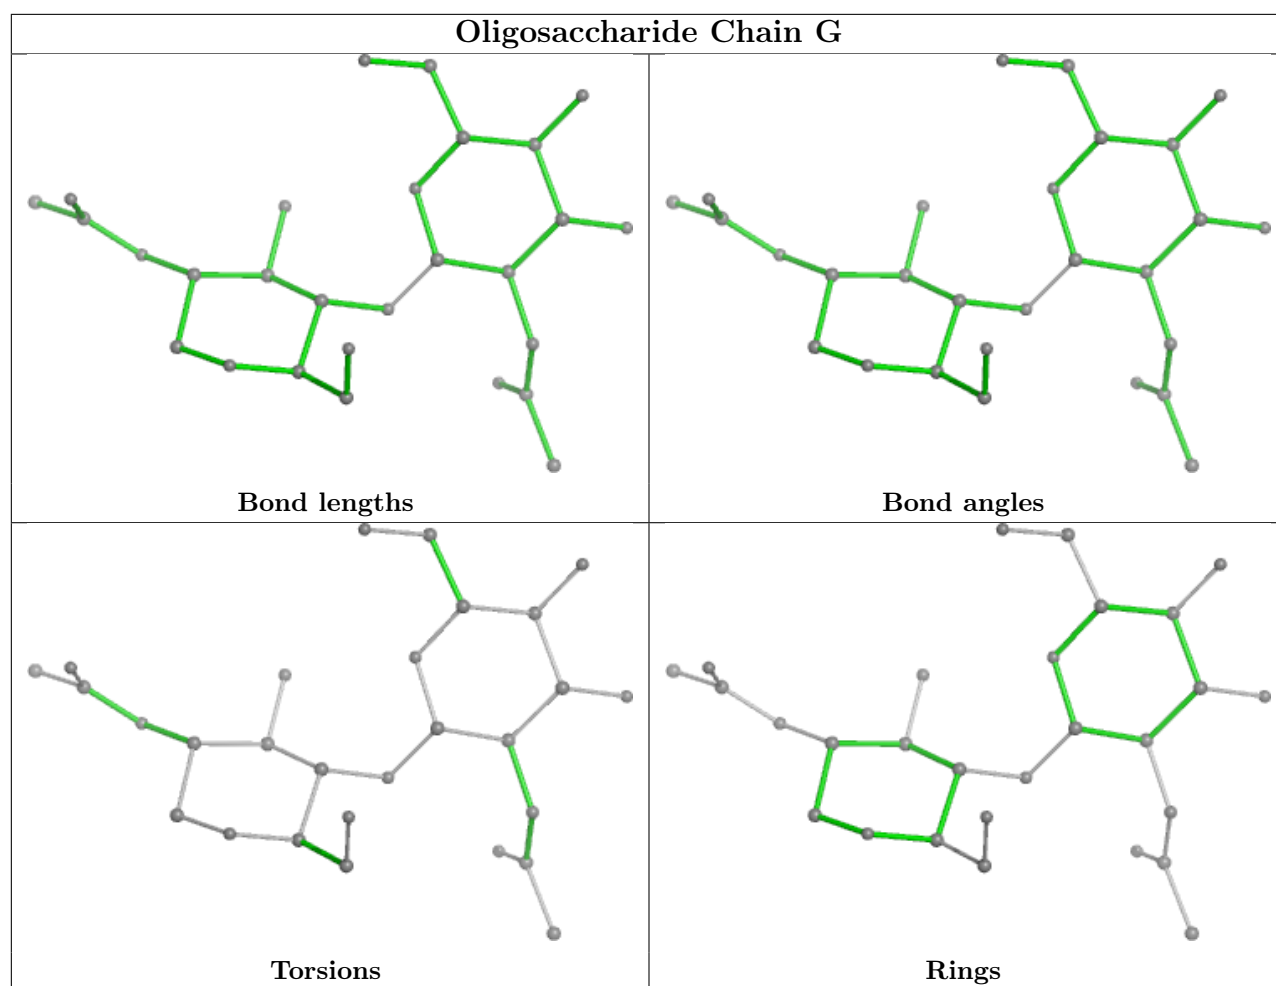 Oligosaccharide Chain G
Bond lengths
Bond angles
Torsions
Rings